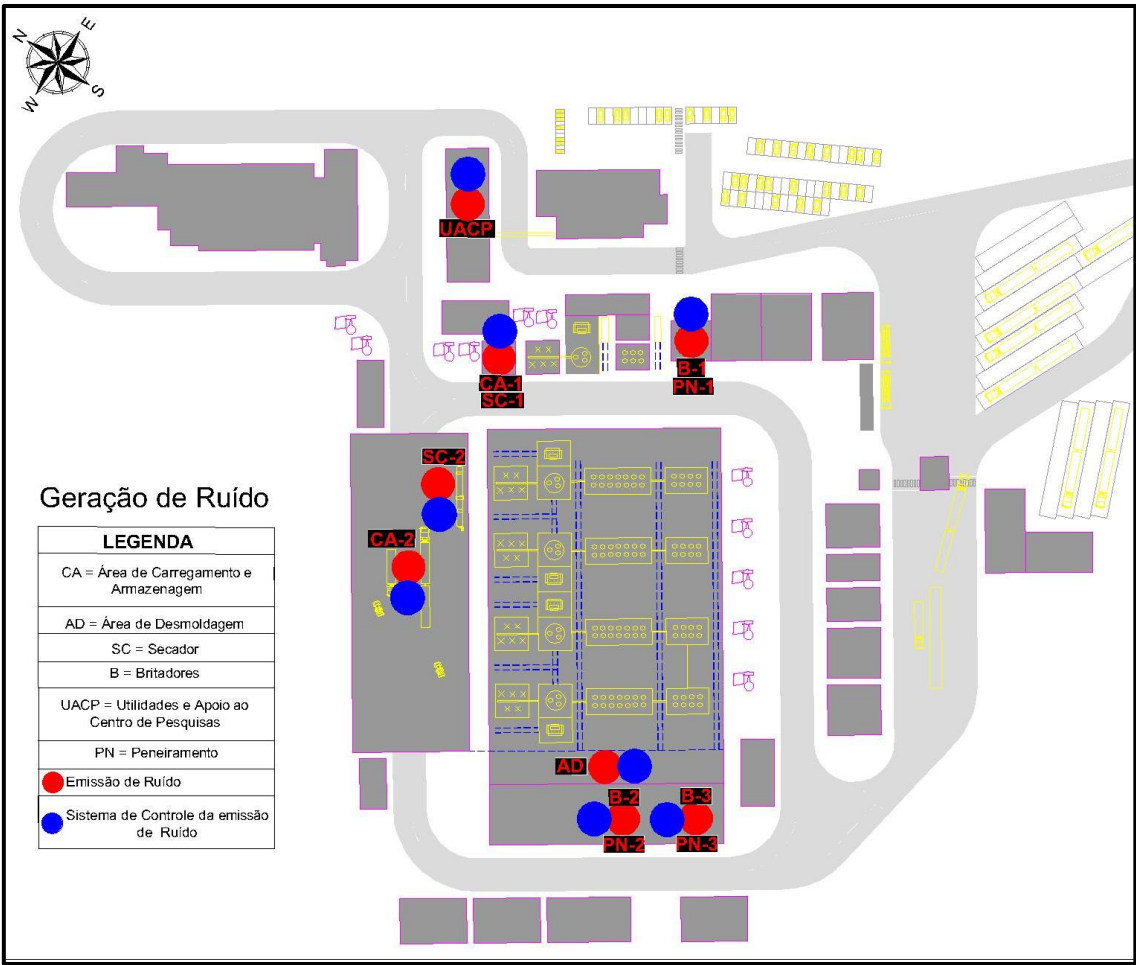 N
E
W
S
UACP
CA-1
SC-1
B-1
PN-1
SC-2
CA-2
Geração de Ruído
LEGENDA
CA = Área de Carregamento e
Armazenagem
AD = Área de Desmoldagem
SC = Secador
B = Britadores
UACP = Utilidades e Apoio ao
Centro de Pesquisas
PN = Peneiramento
Emissão de Ruído
Sistema de Controle da emissão
de Ruído
AD
B-2
B-3
PN-2
PN-3